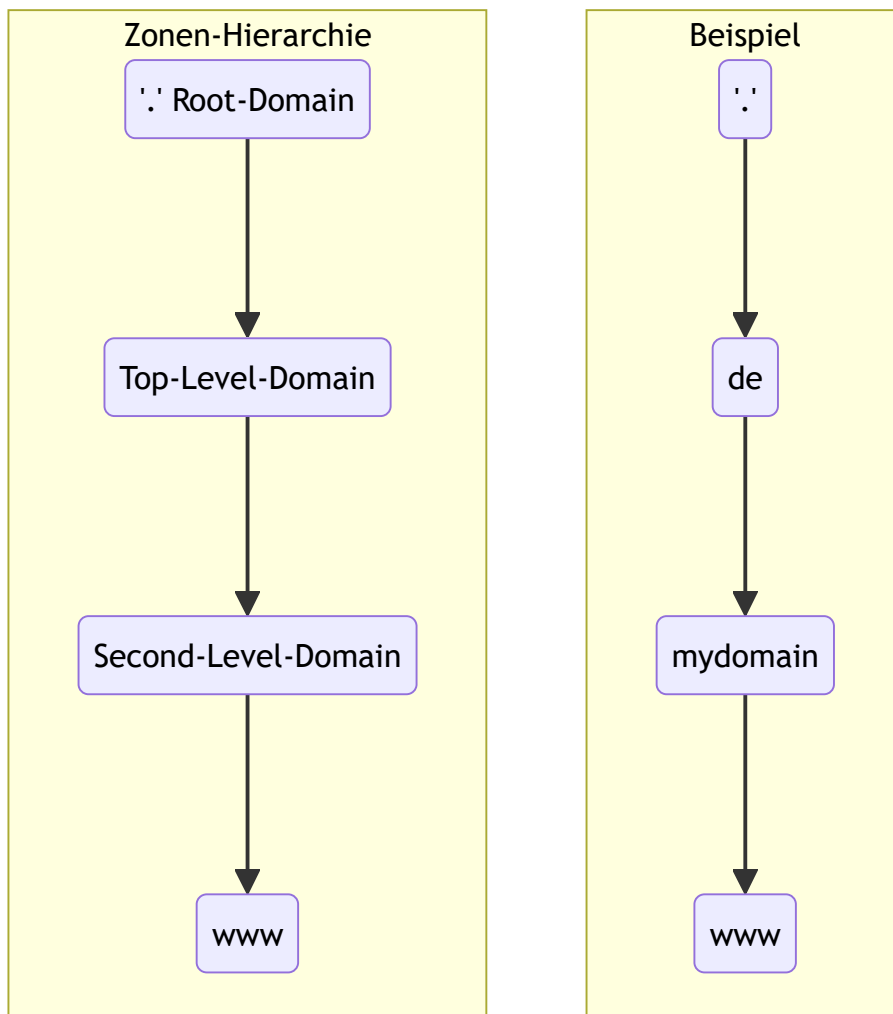 Zonen-Hierarchie
'.' Root-Domain
Top-Level-Domain
Second-Level-Domain
www
Beispiel
'.'
de
mydomain
www